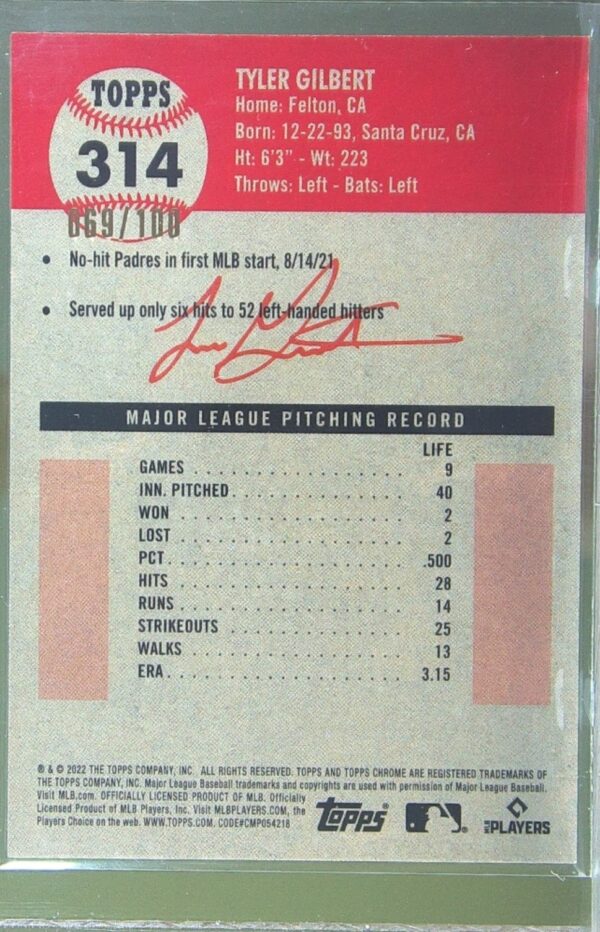 TOPPS
314
069/100
TYLER GILBERT
Home: Felton, CA
Born: 12-22-93, Santa Cruz, CA
Ht: 6'3" - Wt: 223
Throws: Left - Bats: Left
• No-hit Padres in first MLB start, 8/14/21
• Served up only six hits to 52 left-handed hitters
MAJOR LEAGUE PITCHING RECORD
LIFE
GAMES . . . . . . . . . . . . 9
INN. PITCHED . . . . . . . . . . 40
WON . . . . . . . . . . . . 2
LOST . . . . . . . . . . . . 2
PCT. . . . . . . . . . . . . .500
HITS . . . . . . . . . . . . 28
RUNS . . . . . . . . . . . . 14
STRIKEOUTS . . . . . . . . . . 25
WALKS . . . . . . . . . . . . 13
ERA . . . . . . . . . . . . 3.15
® & © 2022 THE TOPPS COMPANY, INC. ALL RIGHTS RESERVED. TOPPS AND TOPPS CHROME ARE REGISTERED TRADEMARKS OF
THE TOPPS COMPANY, INC. Major League Baseball trademarks and copyrights are used with permission of Major League Baseball.
Visit MLB.com. OFFICIALLY LICENSED PRODUCT OF MLB. Officially
Licensed Product of MLB Players, Inc. Visit MLBPLAYERS.COM, the
Players Choice on the web. WWW.TOPPS.COM. CODE#CMP054218
Topps
MLB PLAYERS